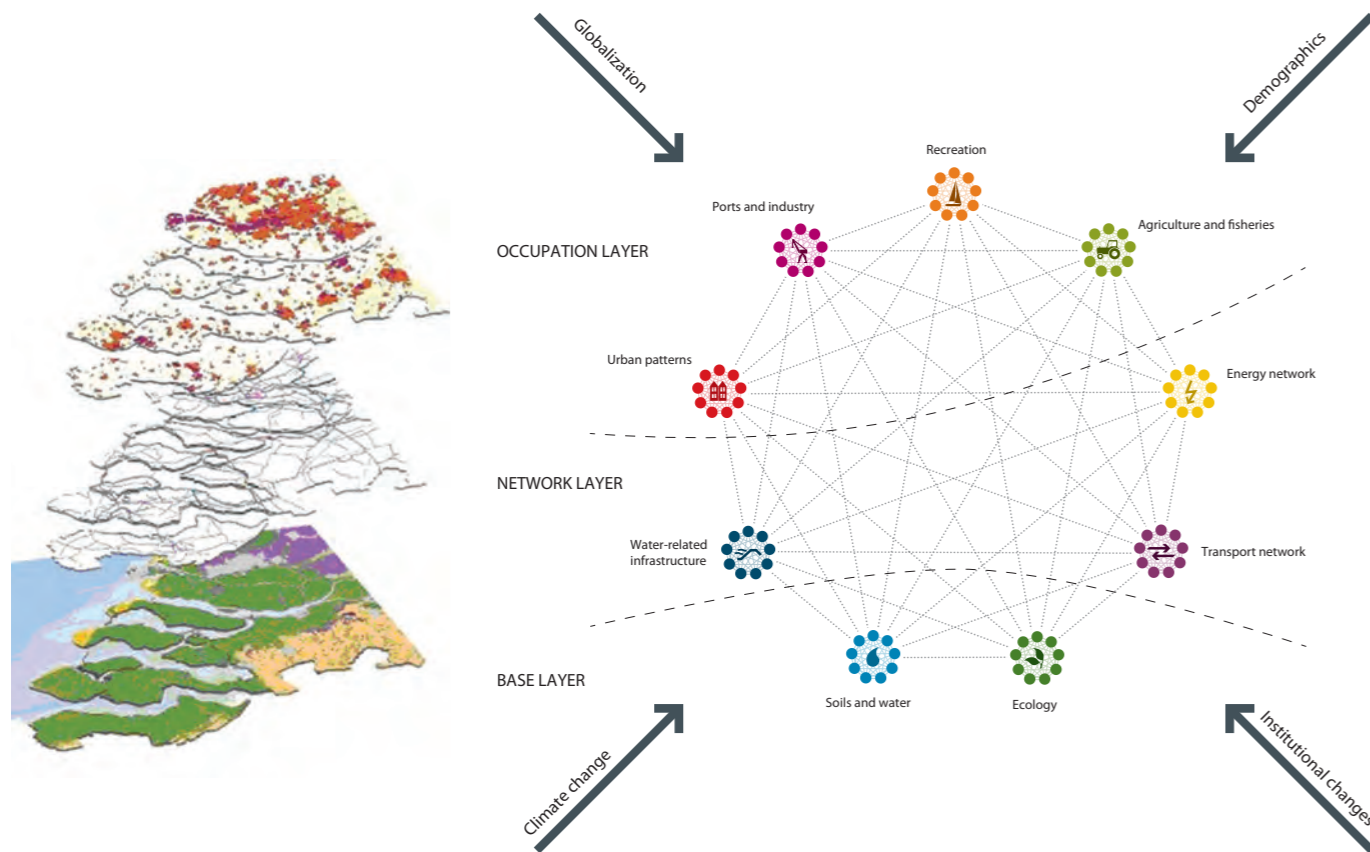 Globalization
Demographics
Recreation
Ports and industry
Agriculture and fisheries
OCCUPATION LAYER
Urban patterns
Energy network
NETWORK LAYER
Water-related
infrastructure
Transport network
BASE LAYER
Soils and water
Ecology
Climate change
Institutional changes